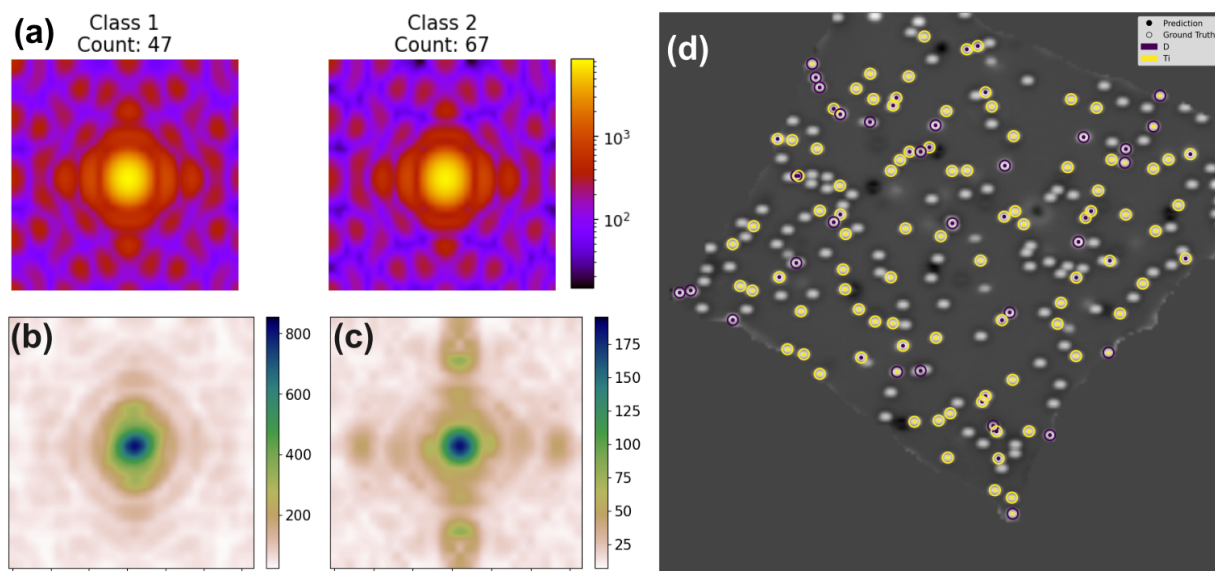 (a)
Class 1
Count: 47
Class 2
Count: 67
10³
10²
(b)
800
600
400
200
(c)
175
150
125
100
75
50
25
(d)
Prediction
Ground Truth
D
Ti